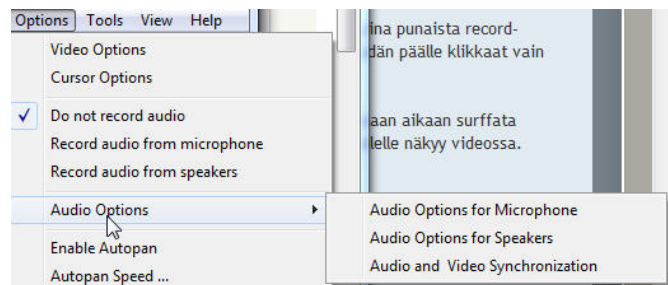 Options Tools View Help
Video Options
Cursor Options
Do not record audio
Record audio from microphone
Record audio from speakers
Audio Options
Enable Autopan
Autopan Speed ...
Audio Options for Microphone
Audio Options for Speakers
Audio and Video Synchronization
ina punaista record-
dän päälle klikkaat vain
aan aikaan surffata
lelle näkyy videossa.